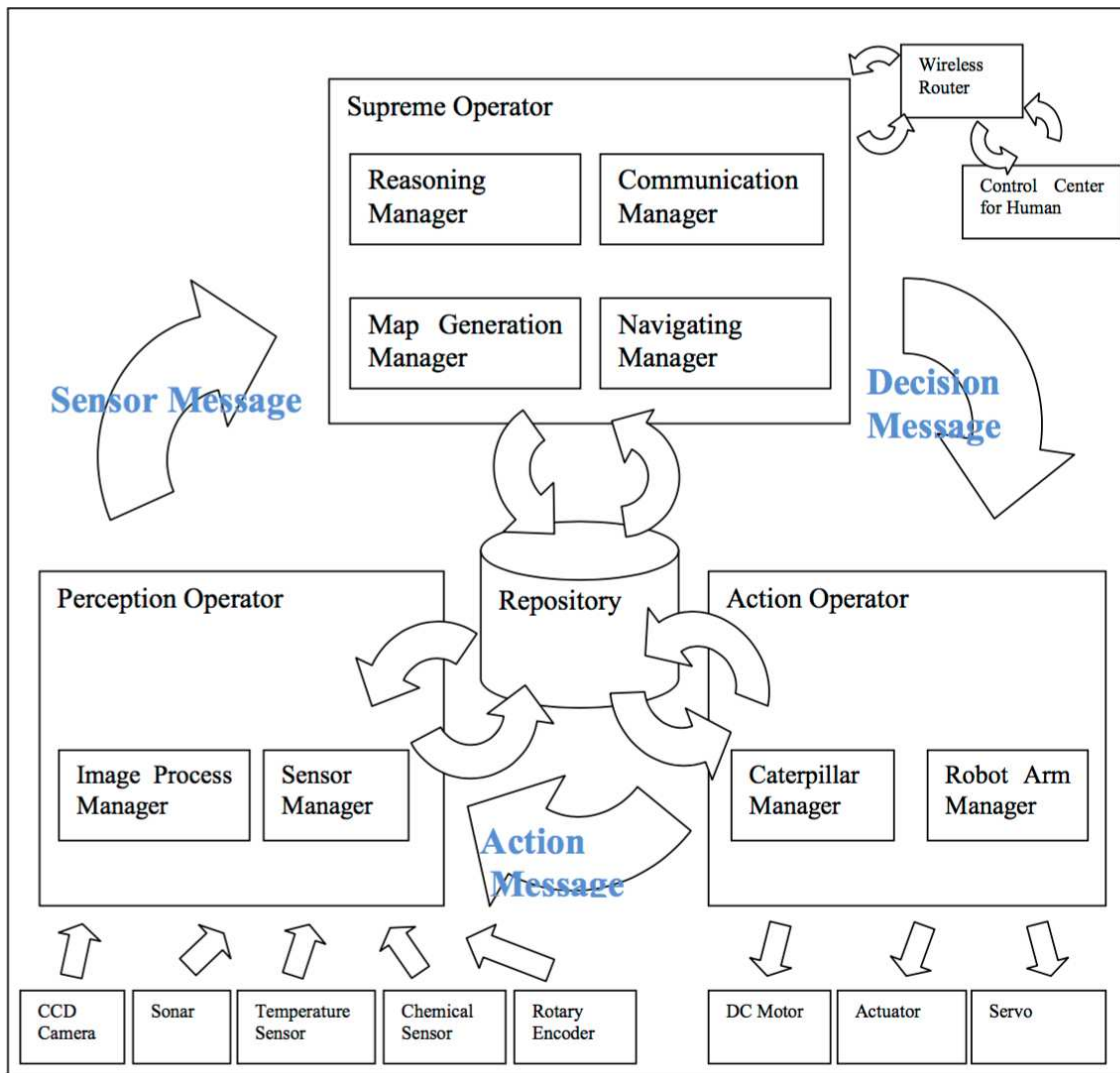 Wireless
Router
Supreme Operator
Reasoning
Manager
Communication
Manager
Control Center
for Human
Map Generation
Manager
Navigating
Manager
Sensor Message
Decision
Message
Perception Operator
Repository
Action Operator
Image Process
Manager
Sensor
Manager
Caterpillar
Manager
Robot Arm
Manager
Action
Message
CCD
Camera
Sonar
Temperature
Sensor
Chemical
Sensor
Rotary
Encoder
DC Motor
Actuator
Servo